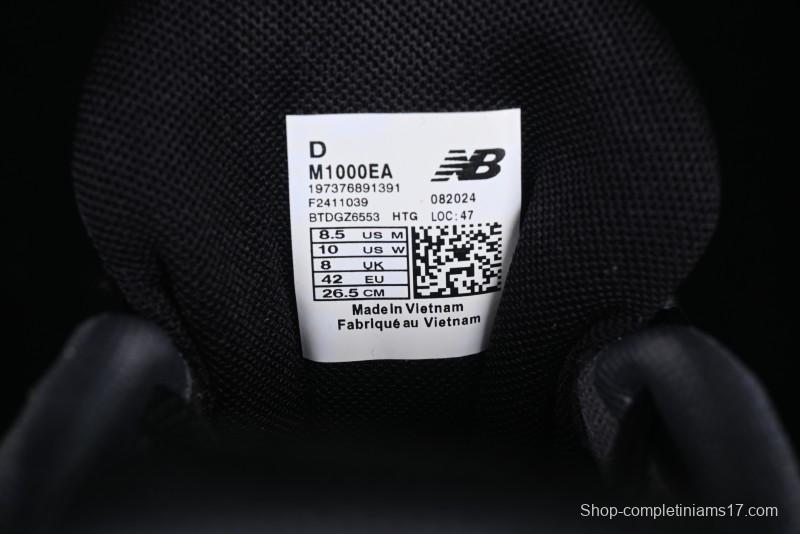 D
M1000EA
NB
197376891391
F2411039 082024
BTDGZ6553 HTG LOC:47
8.5 US M
10 US W
8 UK
42 EU
26.5 CM
Made In Vietnam
Fabriqué au Vietnam
Shop-completiniams17.com